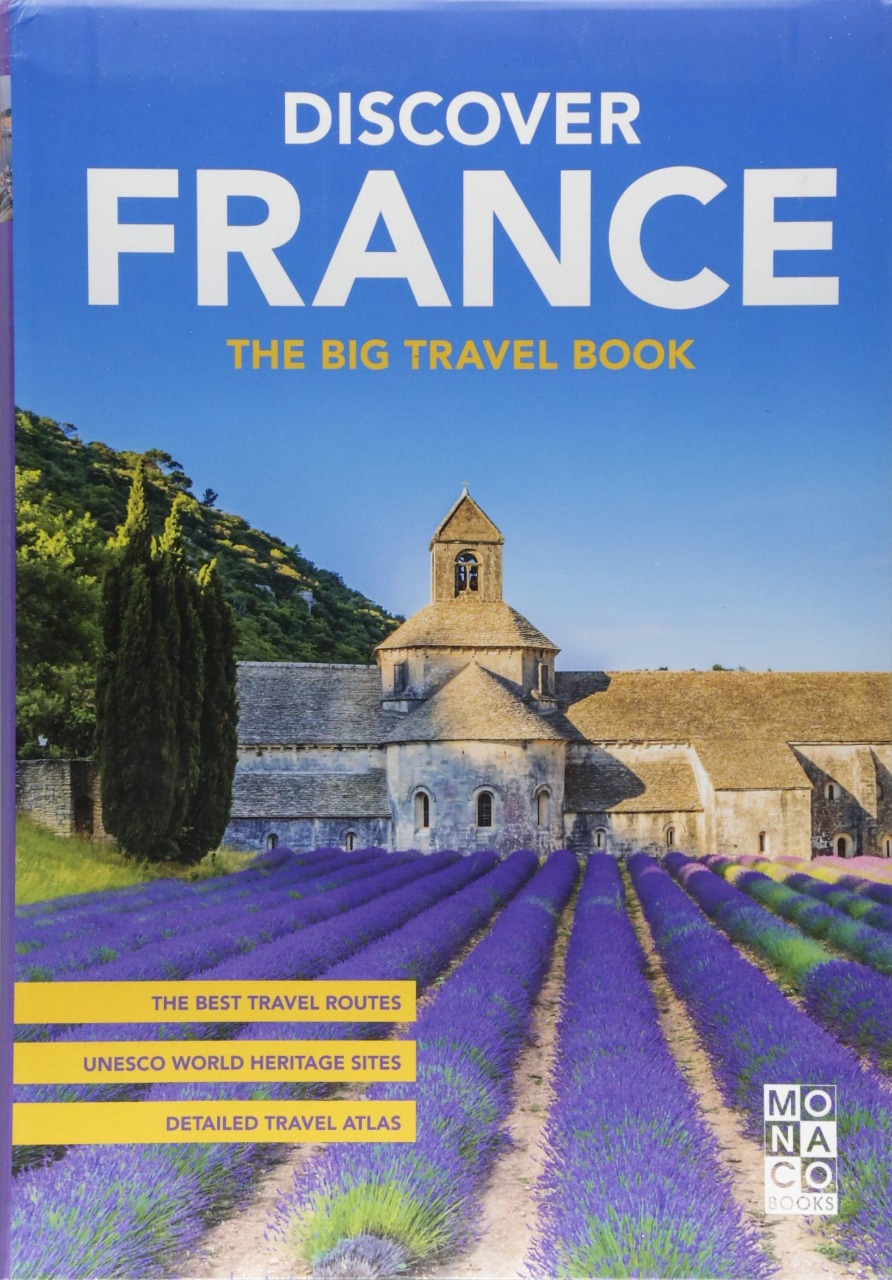 DISCOVER
FRANCE
THE BIG TRAVEL BOOK
THE BEST TRAVEL ROUTES
UNESCO WORLD HERITAGE SITES
DETAILED TRAVEL ATLAS
MO
NA
CO
BOOKS